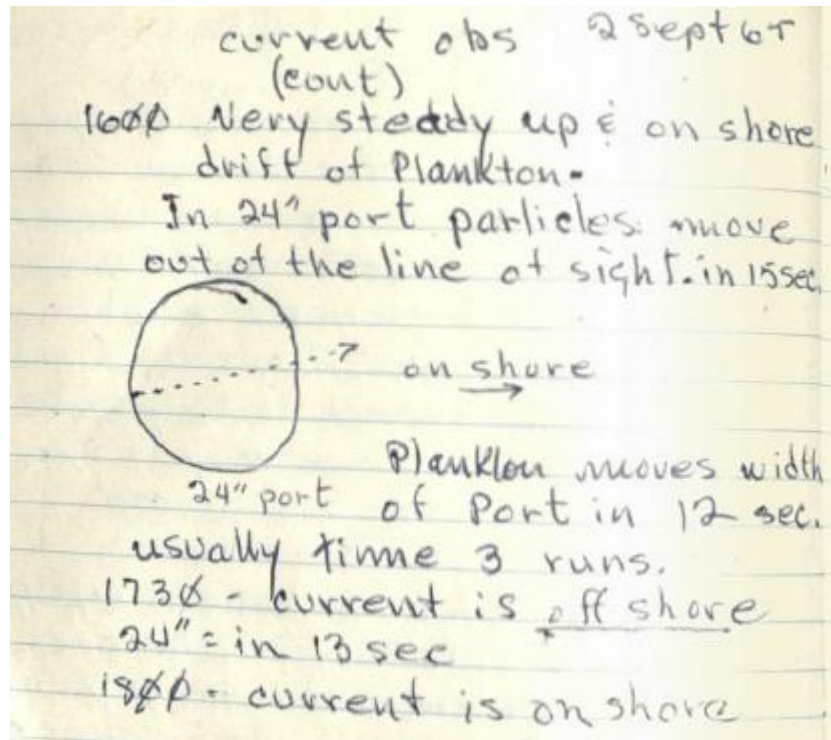 current obs 2 Sept 65
(cont)
1600 Very steady up & on shore
drift of Plankton-
In 24" port particles move
out of the line of sight. in 15 sec.
on shore
Plankton moves width
24" port of Port in 12 sec.
usually time 3 runs.
1730 - current is off shore
24" = in 13 sec
1800 - current is on shore